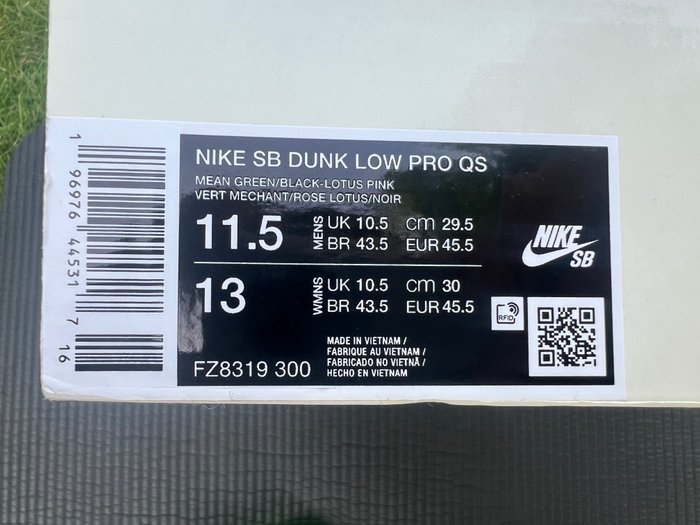 NIKE SB DUNK LOW PRO QS
MEAN GREEN/BLACK-LOTUS PINK
VERT MECHANT/ROSE LOTUS/NOIR
11.5 MENS UK 10.5 CM 29.5
BR 43.5 EUR 45.5
13 WMNS UK 10.5 CM 30
BR 43.5 EUR 45.5
NIKE
SB
RFID
MADE IN VIETNAM /
FABRIQUE AU VIETNAM /
FABRICADO NO VIETNÃ /
HECHO EN VIETNAM
FZ8319 300
1 96976 44531 7 16